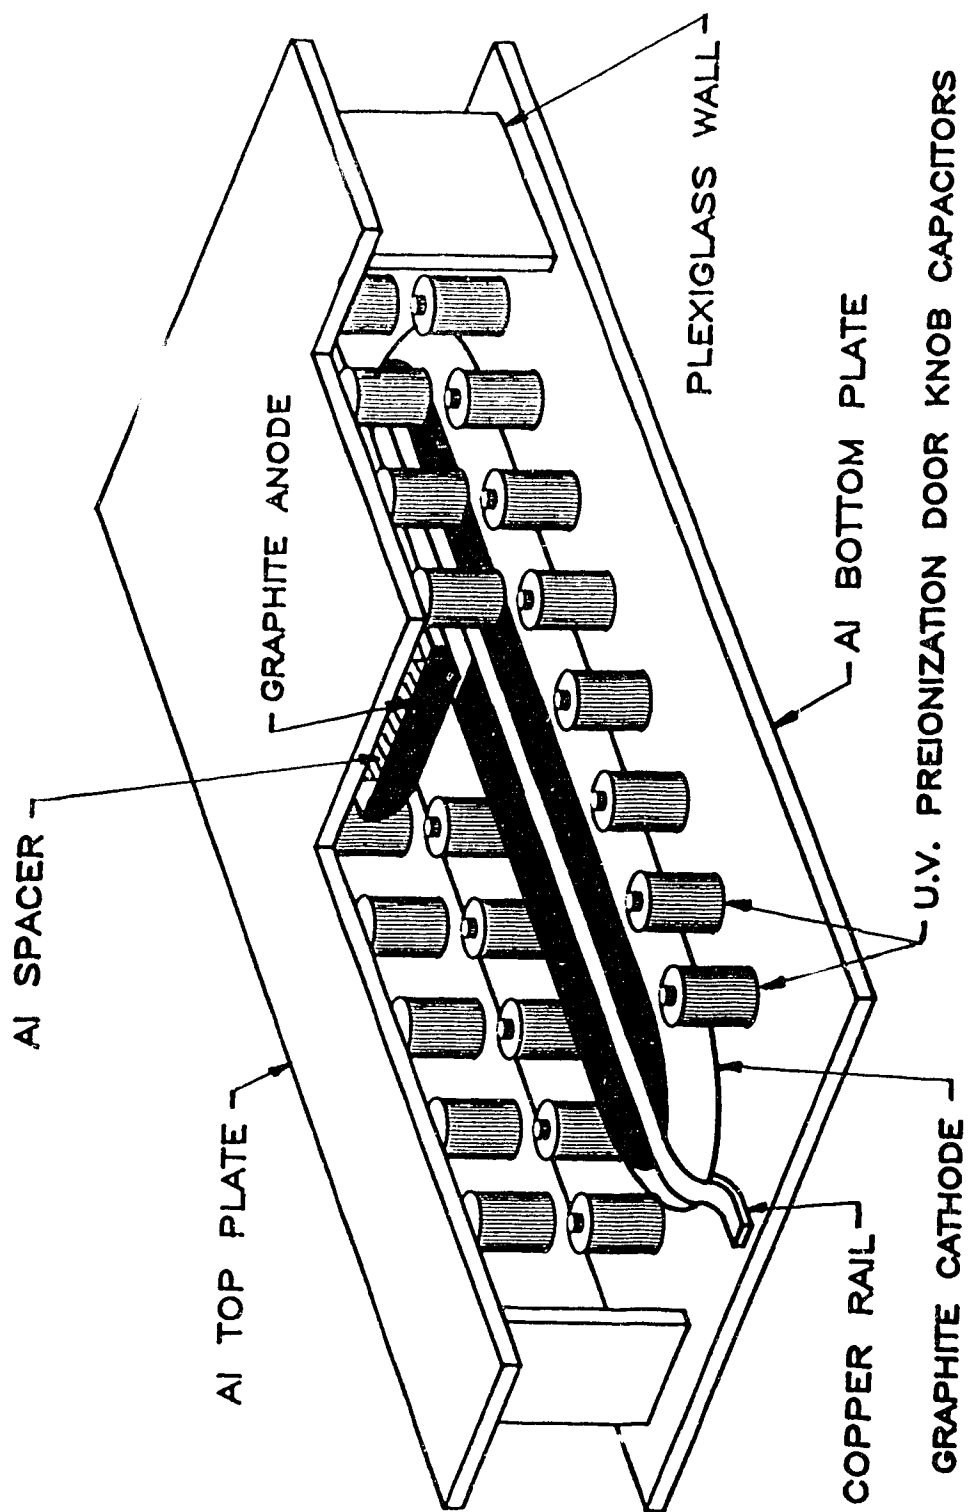 AI SPACER
AI TOP PLATE
GRAPHITE ANODE
PLEXIGLASS WALL
AI BOTTOM PLATE
U.V. PREIONIZATION DOOR KNOB CAPACITORS
COPPER RAIL
GRAPHITE CATHODE